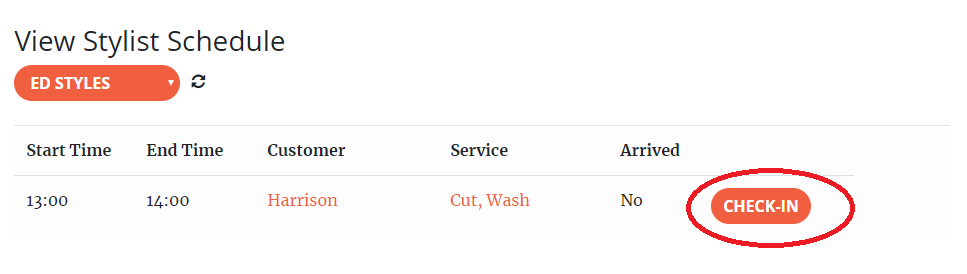 View Stylist Schedule
ED STYLES
Start Time End Time Customer Service Arrived
13:00 14:00 Harrison Cut, Wash No CHECK-IN